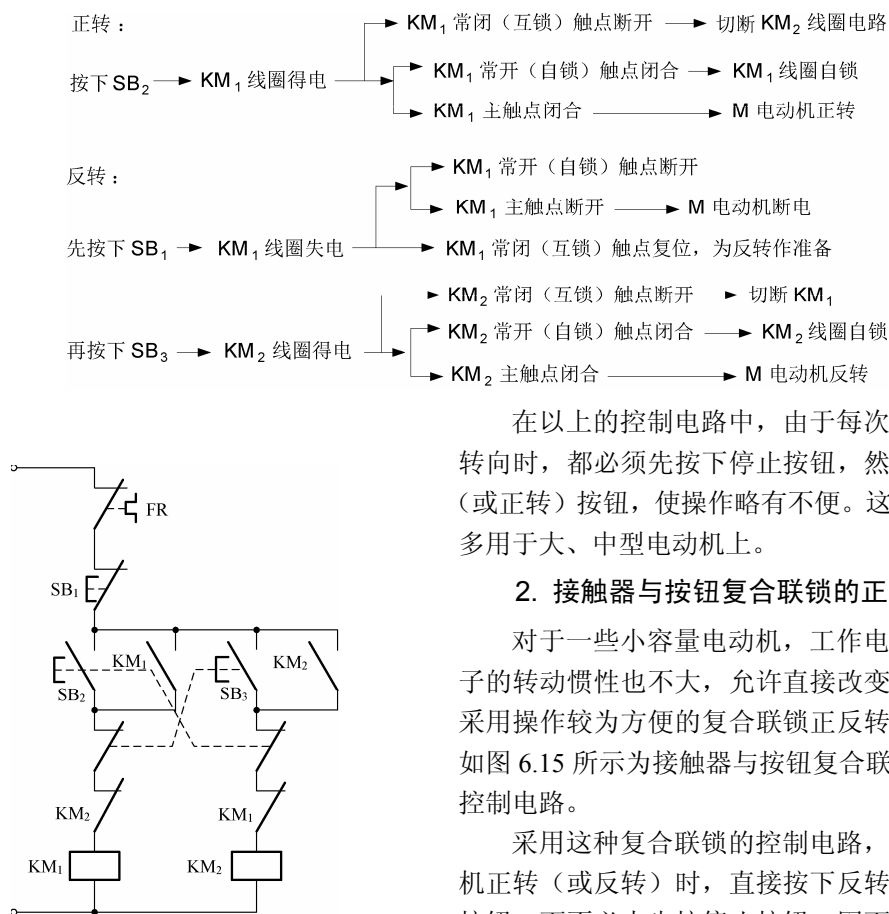 正转：
KM₁ 常闭（互锁）触点断开 切断 KM₂ 线圈电路
按下 SB₂ KM₁ 线圈得电 KM₁ 常开（自锁）触点闭合 KM₁ 线圈自锁
KM₁ 主触点闭合 M 电动机正转
反转：
KM₁ 常开（自锁）触点断开
KM₁ 主触点断开 M 电动机断电
先按下 SB₁ KM₁ 线圈失电 KM₁ 常闭（互锁）触点复位，为反转作准备
KM₂ 常闭（互锁）触点断开 切断 KM₁
再按下 SB₃ KM₂ 线圈得电 KM₂ 常开（自锁）触点闭合 KM₂ 线圈自锁
KM₂ 主触点闭合 M 电动机反转
FR
SB₁
KM₁ KM₂
SB₂ SB₃
KM₂ KM₁
KM₁ KM₂
在以上的控制电路中，由于每次
转向时，都必须先按下停止按钮，然
（或正转）按钮，使操作略有不便。这
多用于大、中型电动机上。
2. 接触器与按钮复合联锁的正
对于一些小容量电动机，工作电
子的转动惯性也不大，允许直接改变
采用操作较为方便的复合联锁正反转
如图 6.15 所示为接触器与按钮复合联
控制电路。
采用这种复合联锁的控制电路，
机正转（或反转）时，直接按下反转